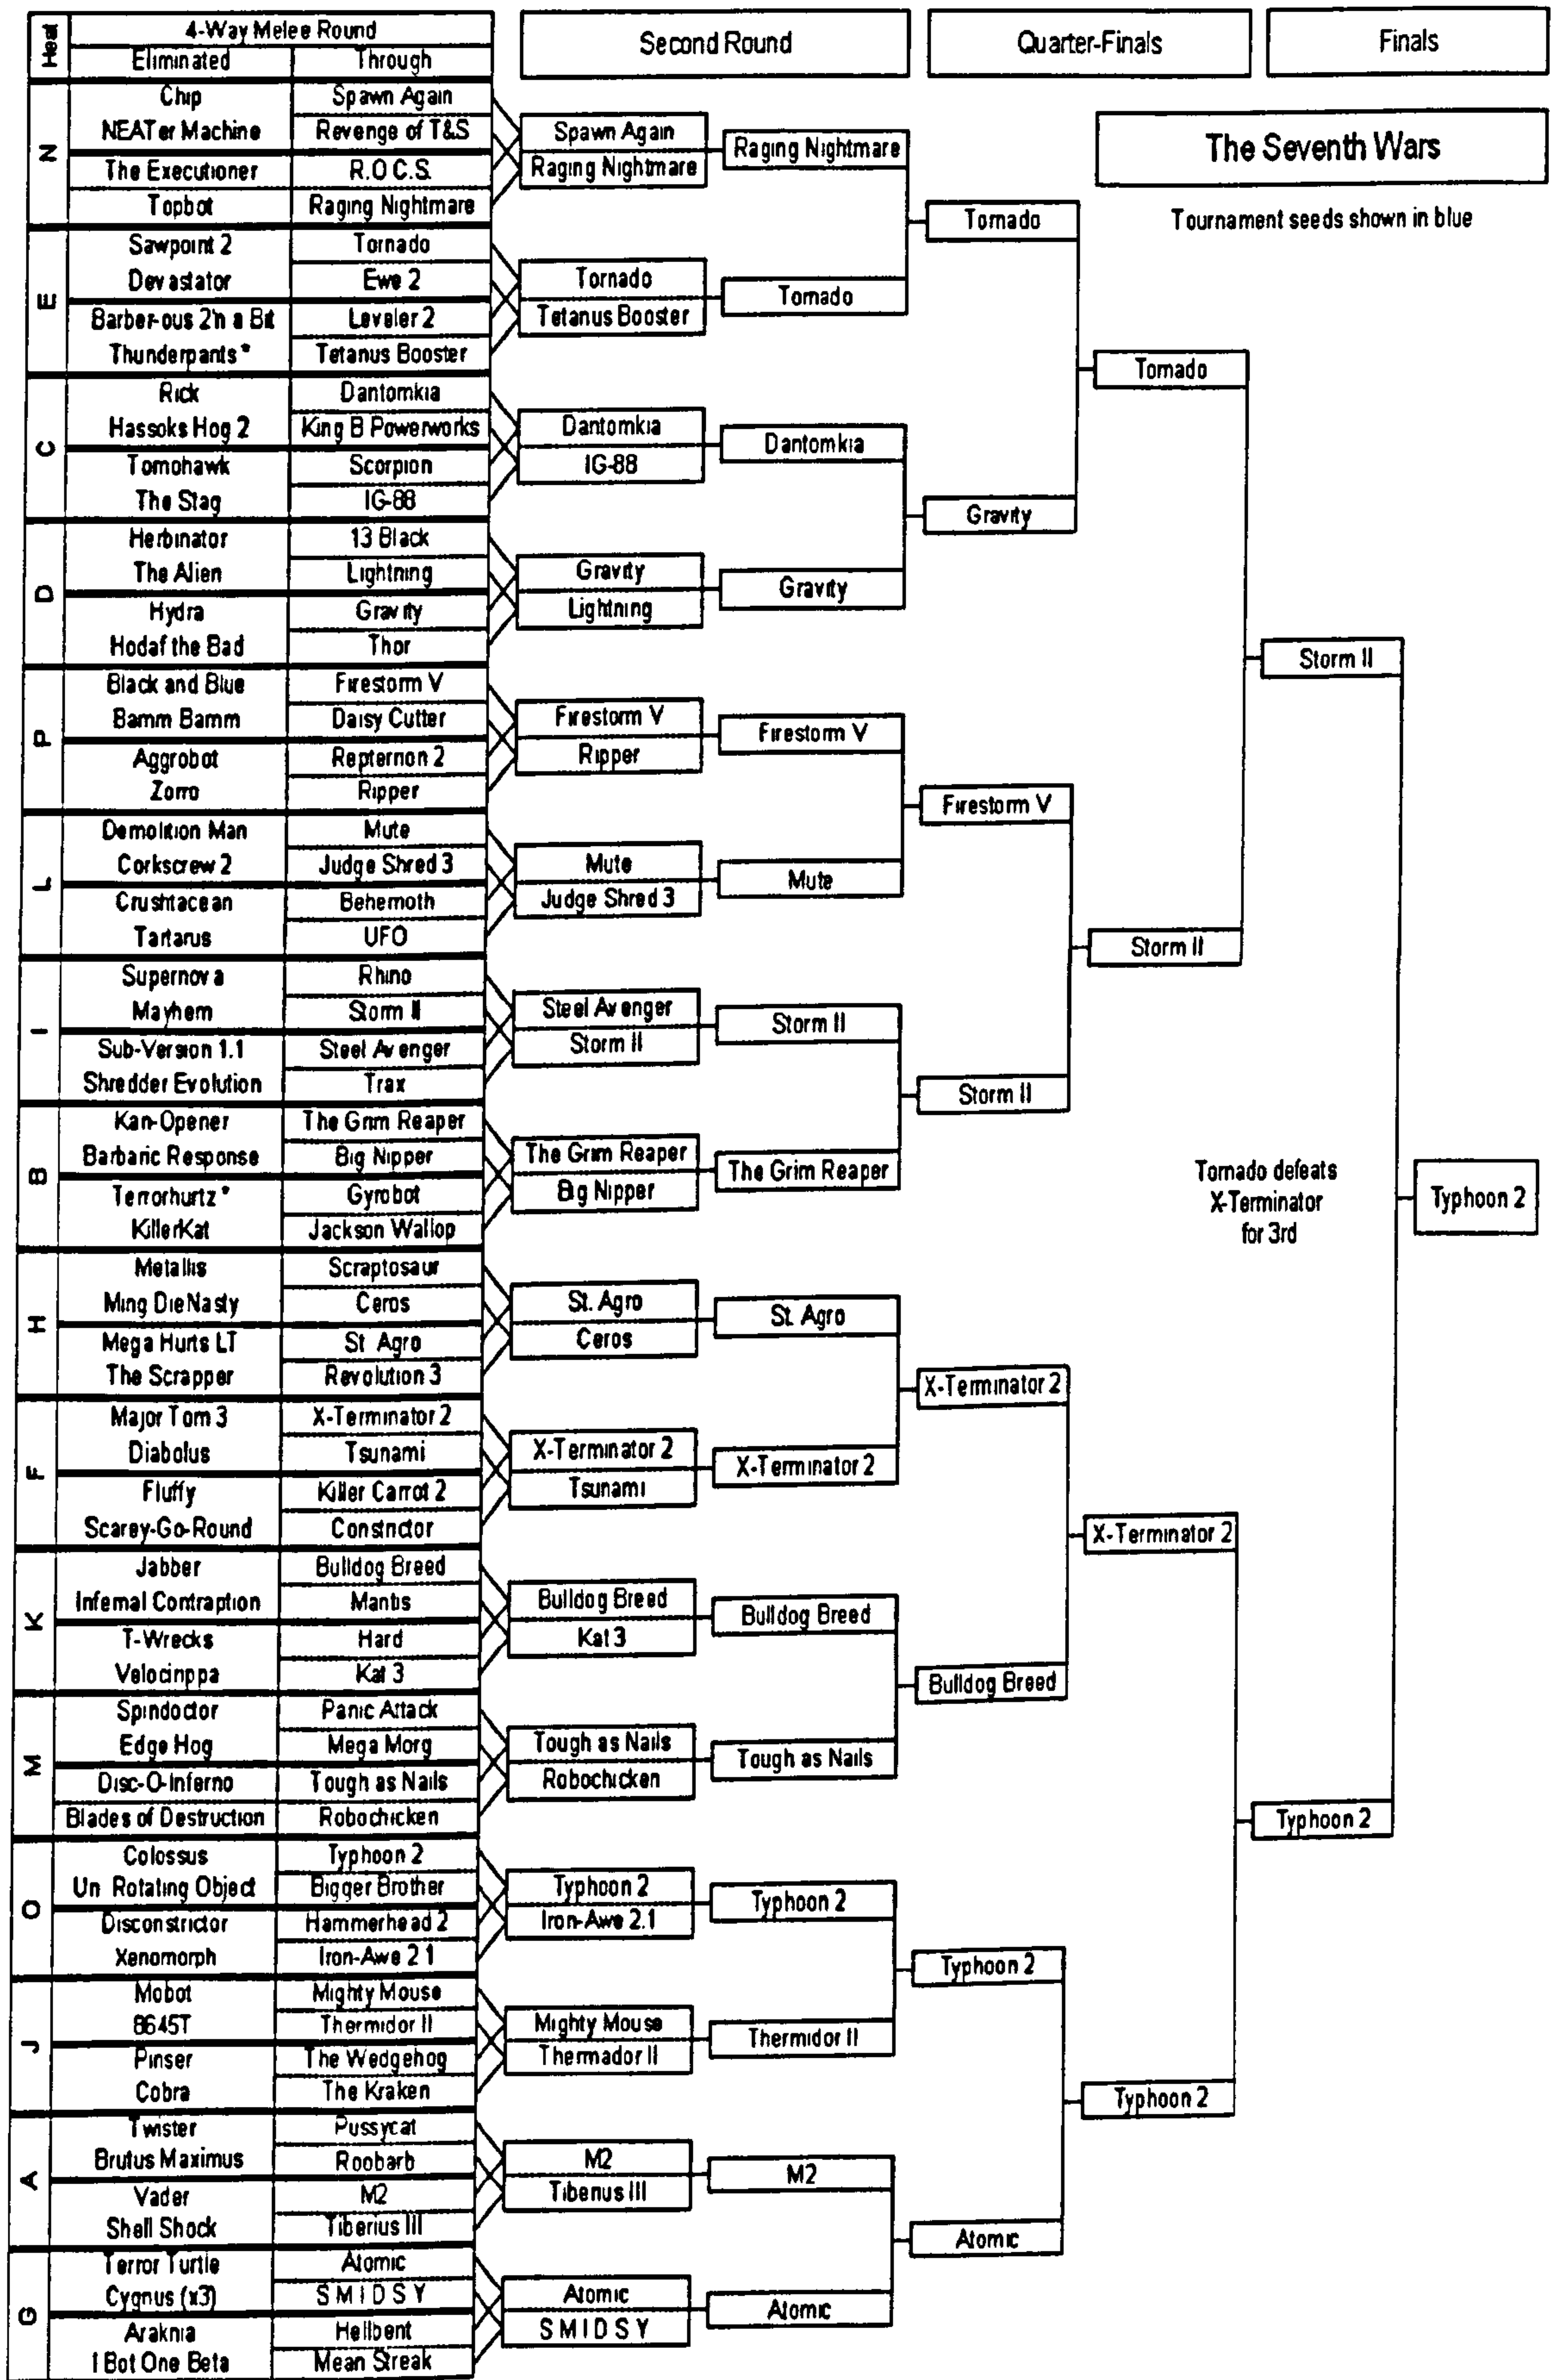 Heat
4-Way Melee Round
Eliminated Through
Second Round
Quarter-Finals
Finals
The Seventh Wars
Tournament seeds shown in blue
N
Chip Spawn Again
NEATer Machine Revenge of T&S
The Executioner R.O C.S.
Topbot Raging Nightmare
Spawn Again
Raging Nightmare
Raging Nightmare
E
Sawpoint 2 Tornado
Devastator Ewe 2
Barber-ous 2'n a Bit Leveler 2
Thunderpants* Tetanus Booster
Tornado
Tetanus Booster
Tornado
Tornado
C
Rick Dantomkia
Hassoks Hog 2 King B Powerworks
Tomohawk Scorpion
The Stag IG-88
Dantomkia
IG-88
Dantomkia
D
Herbinator 13 Black
The Alien Lightning
Hydra Gravity
Hodaf the Bad Thor
Gravity
Lightning
Gravity
Gravity
Tornado
P
Black and Blue Firestorm V
Bamm Bamm Daisy Cutter
Aggrobot Repternon 2
Zorro Ripper
Firestorm V
Ripper
Firestorm V
L
Demolition Man Mute
Corkscrew 2 Judge Shred 3
Crushtacean Behemoth
Tartarus UFO
Mute
Judge Shred 3
Mute
Firestorm V
I
Supernova Rhino
Mayhem Storm II
Sub-Version 1.1 Steel Avenger
Shredder Evolution Trax
Steel Avenger
Storm II
Storm II
B
Kan-Opener The Grim Reaper
Barbaric Response Big Nipper
Terrorhurtz* Gyrobot
KillerKat Jackson Wallop
The Grim Reaper
Big Nipper
The Grim Reaper
Storm II
Storm II
Storm II
Tornado defeats
X-Terminator
for 3rd
Typhoon 2
H
Metallis Scraptosaur
Ming DieNasty Ceros
Mega Hurts LT St Agro
The Scrapper Revolution 3
St. Agro
Ceros
St. Agro
F
Major Tom 3 X-Terminator 2
Diabolus Tsunami
Fluffy Killer Carrot 2
Scarey-Go-Round Constrictor
X-Terminator 2
Tsunami
X-Terminator 2
X-Terminator 2
K
Jabber Bulldog Breed
Infernal Contraption Mantis
T-Wrecks Hard
Velocirippa Kat 3
Bulldog Breed
Kat 3
Bulldog Breed
M
Spindoctor Panic Attack
Edge Hog Mega Morg
Disc-O-Inferno Tough as Nails
Blades of Destruction Robochicken
Tough as Nails
Robochicken
Tough as Nails
Bulldog Breed
X-Terminator 2
O
Colossus Typhoon 2
Un Rotating Object Bigger Brother
Disconstrictor Hammerhead 2
Xenomorph Iron-Awe 2 1
Typhoon 2
Iron-Awe 2.1
Typhoon 2
J
Mobot Mighty Mouse
8645T Thermidor II
Pinser The Wedgehog
Cobra The Kraken
Mighty Mouse
Thermador II
Thermidor II
Typhoon 2
A
Twister Pussycat
Brutus Maximus Roobarb
Vader M2
Shell Shock Tiberius III
M2
Tiberius III
M2
G
Terror Turtle Atomic
Cygnus (x3) S M I D S Y
Araknia Hellbent
I Bot One Beta Mean Streak
Atomic
S M I D S Y
Atomic
Atomic
Typhoon 2
Typhoon 2